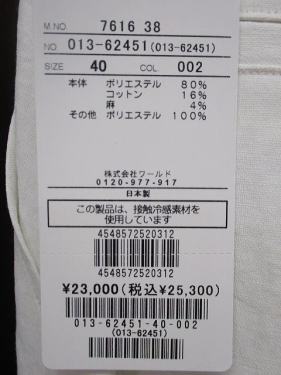 M.NO. 7616 38
NO. 013-62451(013-62451)
SIZE 40 COL 002
本体 ポリエステル 80%
コットン 16%
麻 4%
その他 ポリエステル 100%
株式会社ワールド
0120-977-917
日本製
この製品は、接触冷感素材を
使用しています
4548572520312
4548572520312
¥23,000(税込¥25,300)
013-62451-40-002
(013-62451)